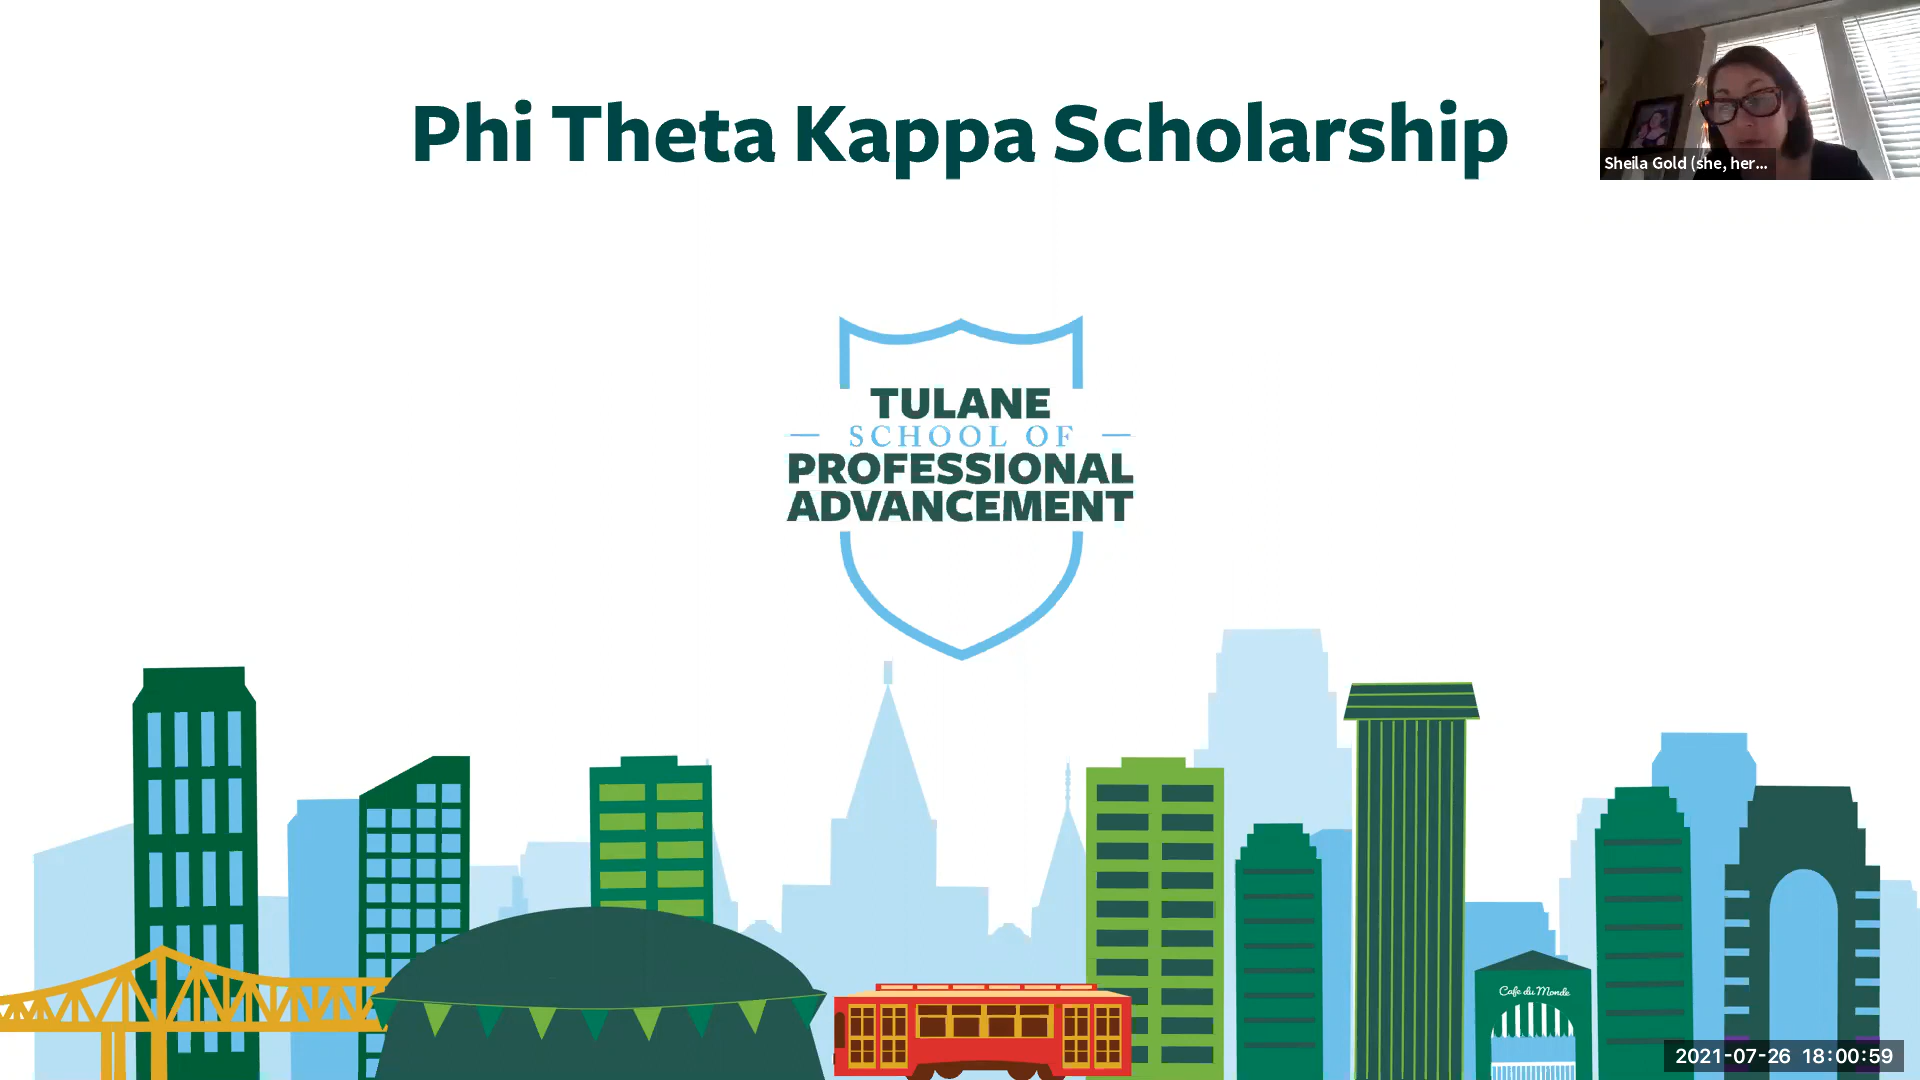 Phi Theta Kappa Scholarship
Sheila Gold (she, her...
TULANE
SCHOOL OF
PROFESSIONAL
ADVANCEMENT
Cafe du Monde
2021-07-26 18:00:59